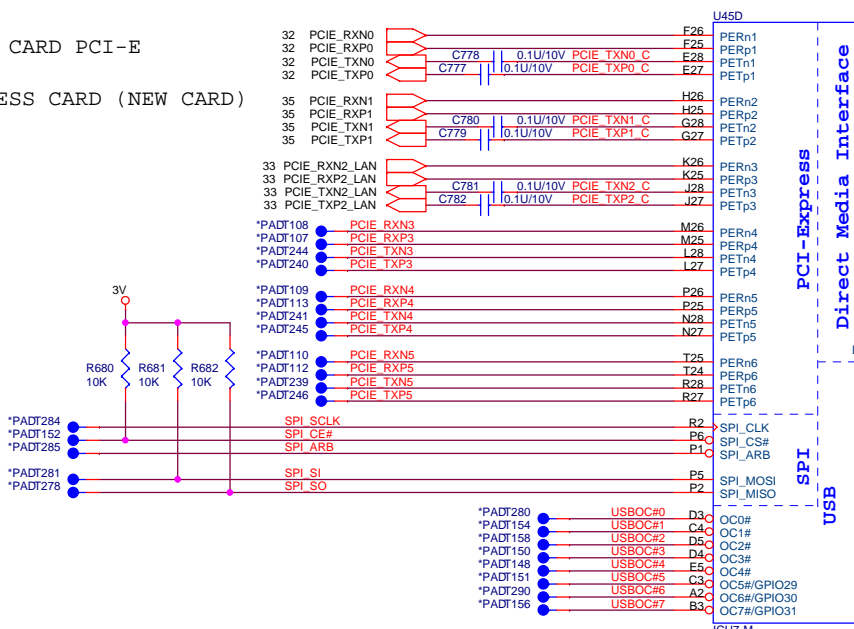 U45D
CARD PCI-E
ESS CARD (NEW CARD)
32 PCIE_RXN0 F26 PERn1
32 PCIE_RXP0 F25 PERp1
32 PCIE_TXN0 C778 0.1U/10V PCIE_TXN0_C E28 PETn1
32 PCIE_TXP0 C777 0.1U/10V PCIE_TXP0_C E27 PETp1
35 PCIE_RXN1 H26 PERn2
35 PCIE_RXP1 H25 PERp2
35 PCIE_TXN1 C780 0.1U/10V PCIE_TXN1_C G28 PETn2
35 PCIE_TXP1 C779 0.1U/10V PCIE_TXP1_C G27 PETp2
33 PCIE_RXN2_LAN K26 PERn3
33 PCIE_RXP2_LAN K25 PERp3
33 PCIE_TXN2_LAN C781 0.1U/10V PCIE_TXN2_C J28 PETn3
33 PCIE_TXP2_LAN C782 0.1U/10V PCIE_TXP2_C J27 PETp3
*PADT108 PCIE_RXN3 M26 PERn4
*PADT107 PCIE_RXP3 M25 PERp4
*PADT244 PCIE_TXN3 L28 PETn4
*PADT240 PCIE_TXP3 L27 PETp4
*PADT109 PCIE_RXN4 P26 PERn5
*PADT113 PCIE_RXP4 P25 PERp5
*PADT241 PCIE_TXN4 N28 PETn5
*PADT245 PCIE_TXP4 N27 PETp5
*PADT110 PCIE_RXN5 T25 PERn6
*PADT112 PCIE_RXP5 T24 PERp6
*PADT239 PCIE_TXN5 R28 PETn6
*PADT246 PCIE_TXP5 R27 PETp6
3V
R680 R681 R682
10K 10K 10K
*PADT284 SPI_SCLK R2 SPI_CLK
*PADT152 SPI_CE# P6 SPI_CS#
*PADT285 SPI_ARB P1 SPI_ARB
*PADT281 SPI_SI P5 SPI_MOSI
*PADT278 SPI_SO P2 SPI_MISO
*PADT280 USBOC#0 D3 OC0#
*PADT154 USBOC#1 C4 OC1#
*PADT158 USBOC#2 D5 OC2#
*PADT150 USBOC#3 D4 OC3#
*PADT148 USBOC#4 E5 OC4#
*PADT151 USBOC#5 C3 OC5#/GPIO29
*PADT290 USBOC#6 A2 OC6#/GPIO30
*PADT156 USBOC#7 B3 OC7#/GPIO31
PCI-Express
Direct Media Interface
SPI
USB
ICH7-M